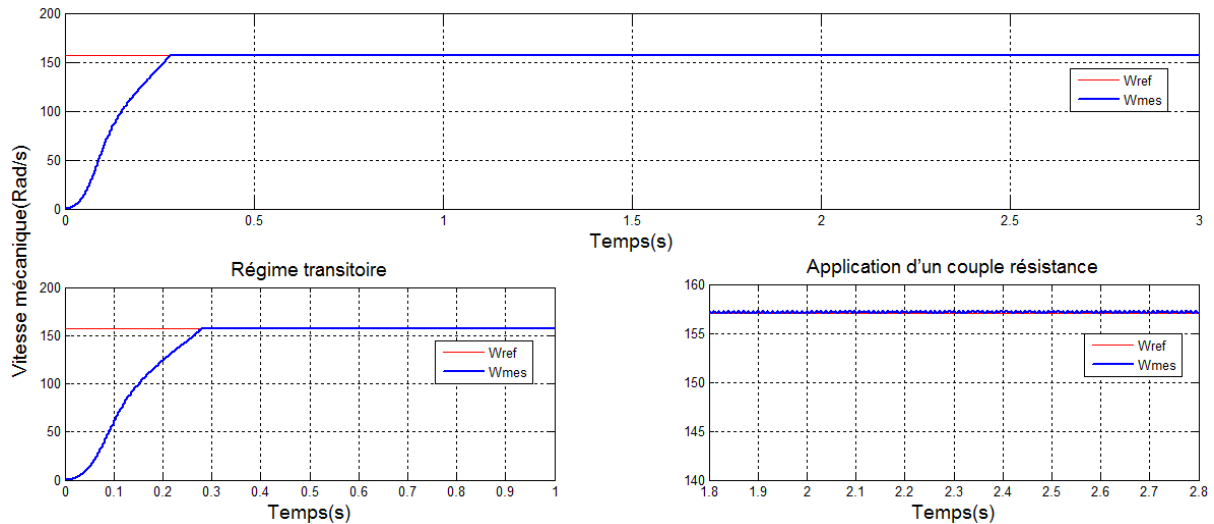 200
150
100
50
0
Wref
Wmes
0 0.5 1 1.5 2 2.5 3
Temps(s)
Vitesse mécanique(Rad/s)
Régime transitoire
200
150
100
50
0
Wref
Wmes
0 0.1 0.2 0.3 0.4 0.5 0.6 0.7 0.8 0.9 1
Temps(s)
Application d’un couple résistance
160
155
150
145
140
Wref
Wmes
1.8 1.9 2 2.1 2.2 2.3 2.4 2.5 2.6 2.7 2.8
Temps(s)